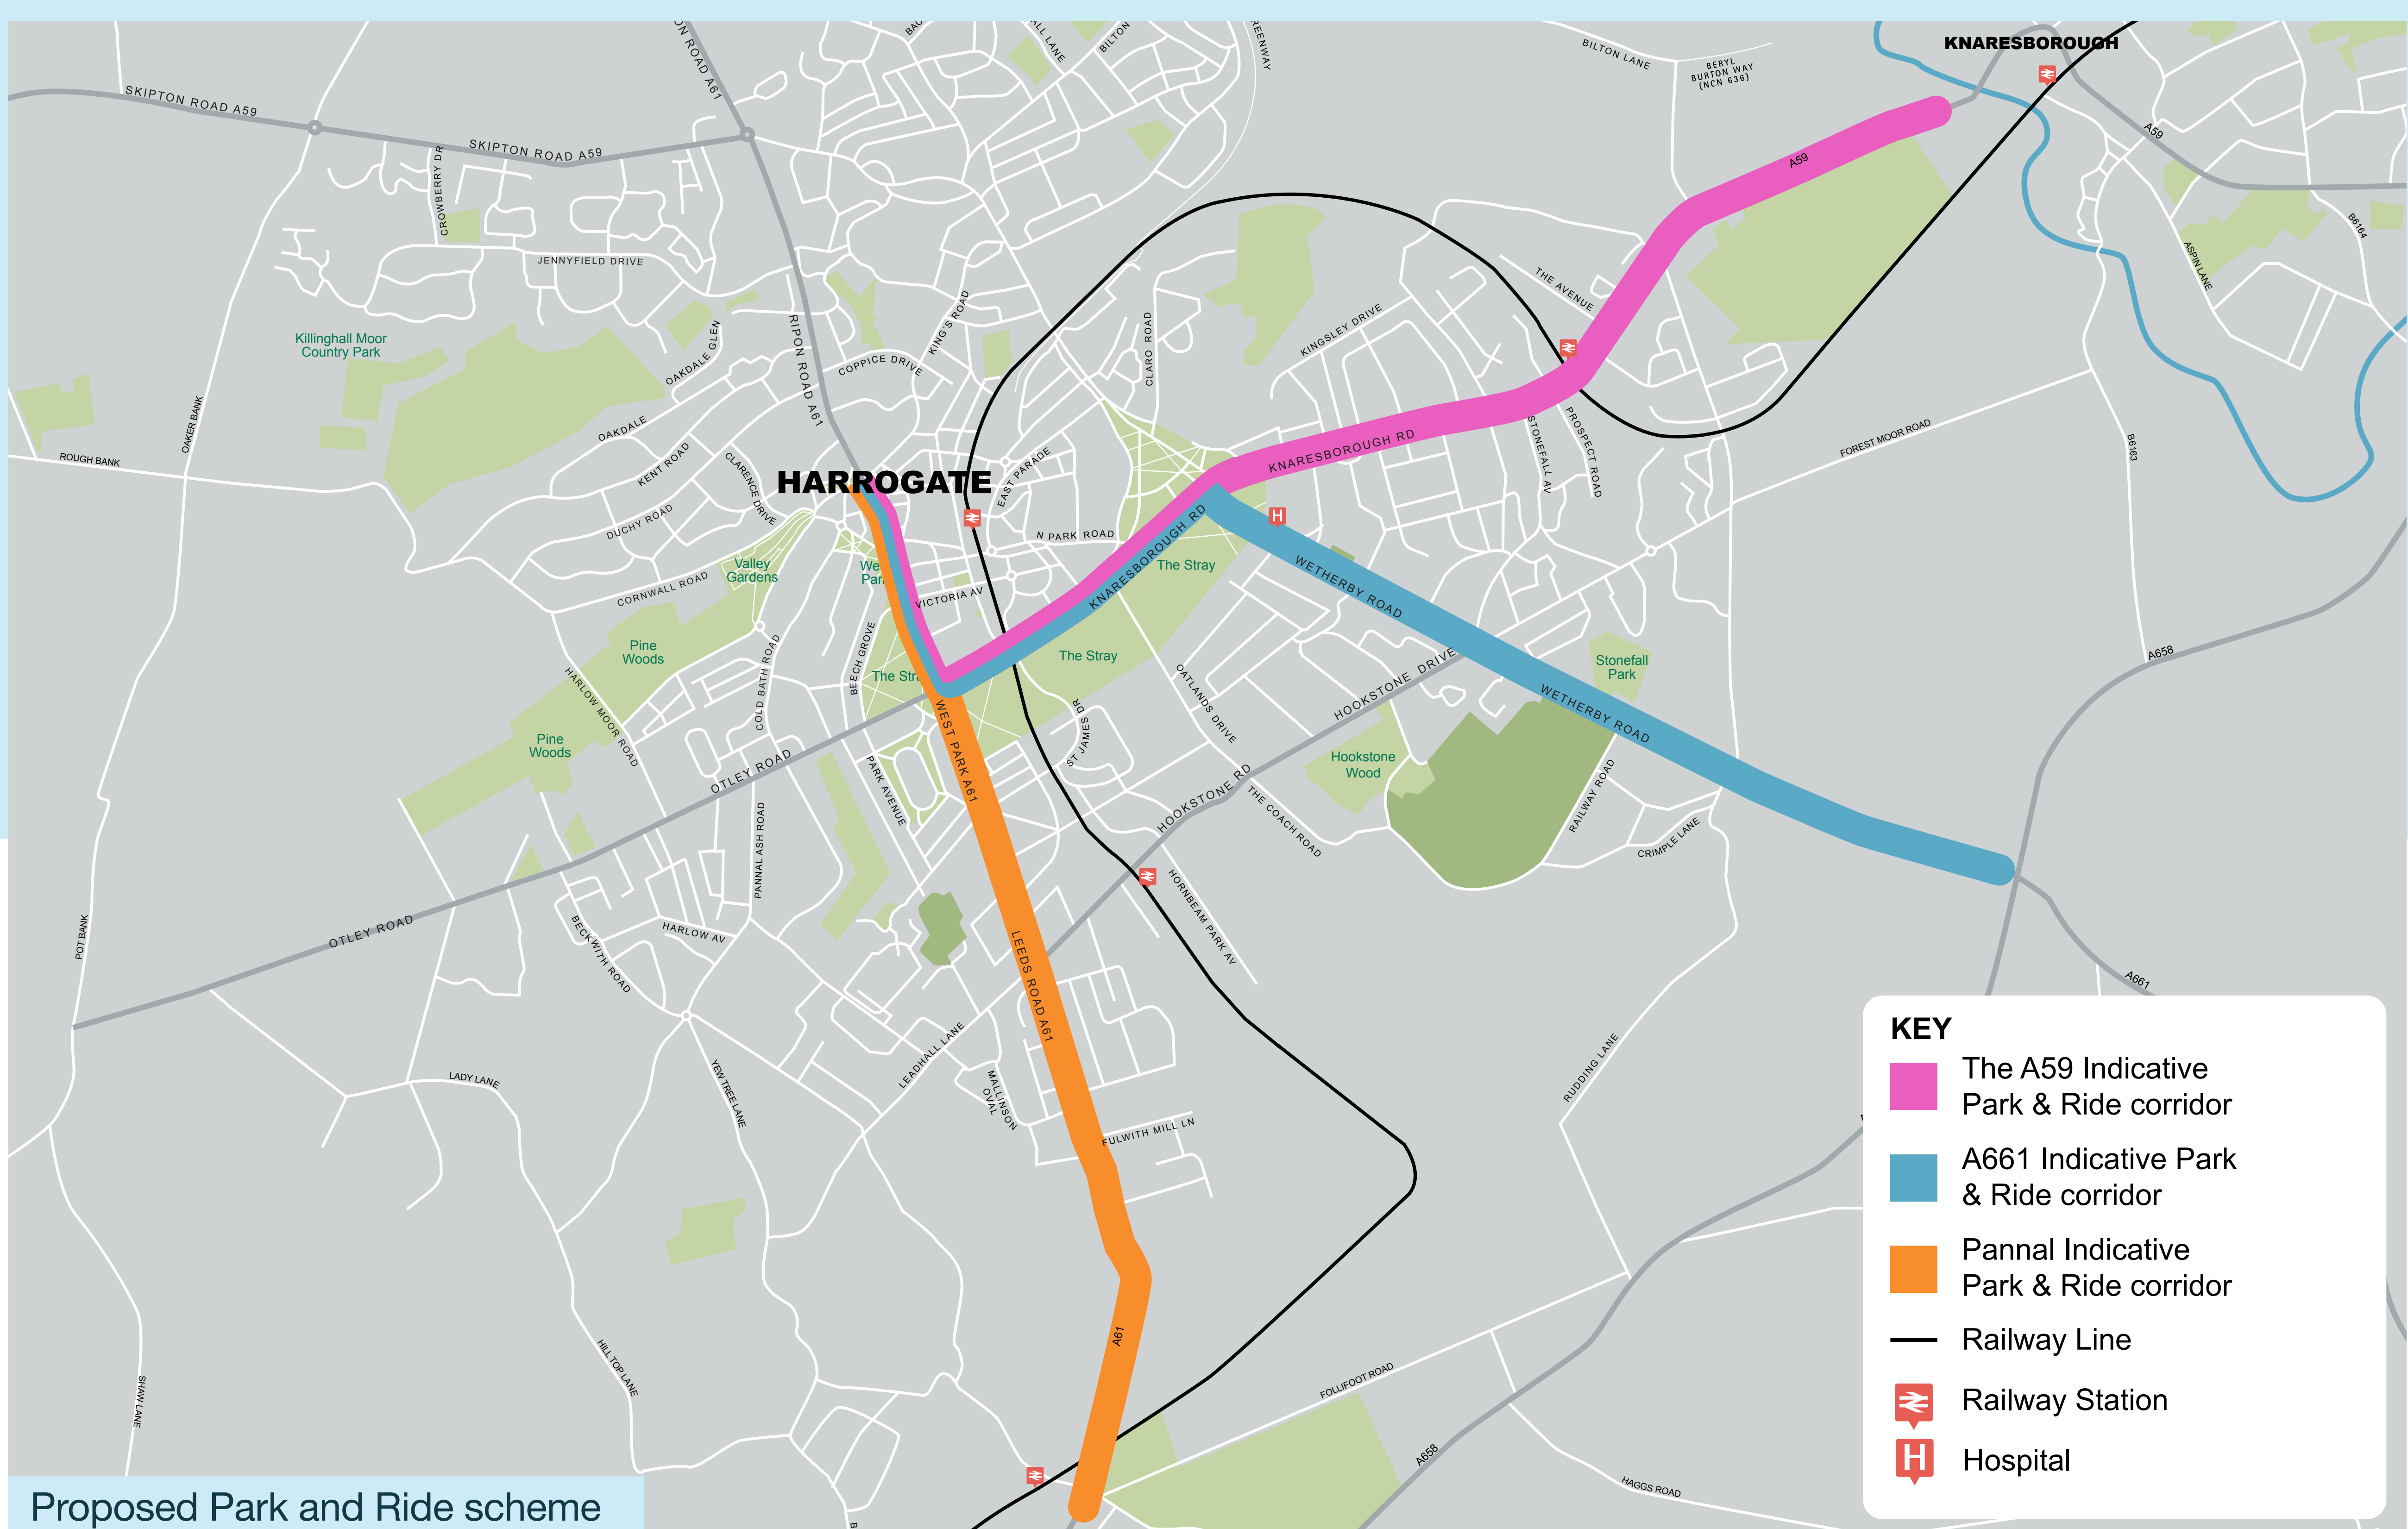 KNARESBOROUGH
BILTON LANE
BERYL
BURTON WAY
(NCN 636)
BILTON
SKIPTON ROAD A59
SKIPTON ROAD A59
A59
A59
CROWBERRY DR
JENNYFIELD DRIVE
B6164
ASPIN LANE
THE AVENUE
Killinghall Moor
Country Park
OAKDALE GLEN
RIPON ROAD A61
KING'S ROAD
COPPICE DRIVE
CLARO ROAD
KINGSLEY DRIVE
OAKER BANK
ROUGH BANK
OAKDALE
KENT ROAD
CLARENCE DRIVE
HARROGATE
EAST PARADE
KNARESBOROUGH RD
STONEFALL AV
PROSPECT ROAD
FOREST MOOR ROAD
B6163
DUCHY ROAD
N PARK ROAD
Valley
Gardens
CORNWALL ROAD
VICTORIA AV
KNARESBOROUGH RD
The Stray
WETHERBY ROAD
Pine
Woods
HARLOW MOOR ROAD
COLD BATH ROAD
BEECH GROVE
The Stray
OATLANDS DRIVE
HOOKSTONE DRIVE
Stonefall
Park
A658
WETHERBY ROAD
Pine
Woods
OTLEY ROAD
PARK AVENUE
WEST PARK A61
ST JAMES DR
HOOKSTONE RD
Hookstone
Wood
THE COACH ROAD
RAILWAY ROAD
CRIMPLE LANE
PANNAL ASH ROAD
POT BANK
OTLEY ROAD
BECKWITH ROAD
HARLOW AV
HORNBEAM PARK AV
LEEDS ROAD A61
A661
LADY LANE
YEW TREE LANE
LEADHALL LANE
MALLINSON
OVAL
FULWITH MILL LN
RUDDING LANE
A61
HILL TOP LANE
SHAW LANE
FOLLIFOOT ROAD
A658
HAGGS ROAD
KEY
The A59 Indicative
Park & Ride corridor
A661 Indicative Park
& Ride corridor
Pannal Indicative
Park & Ride corridor
Railway Line
Railway Station
H
Hospital
Proposed Park and Ride scheme